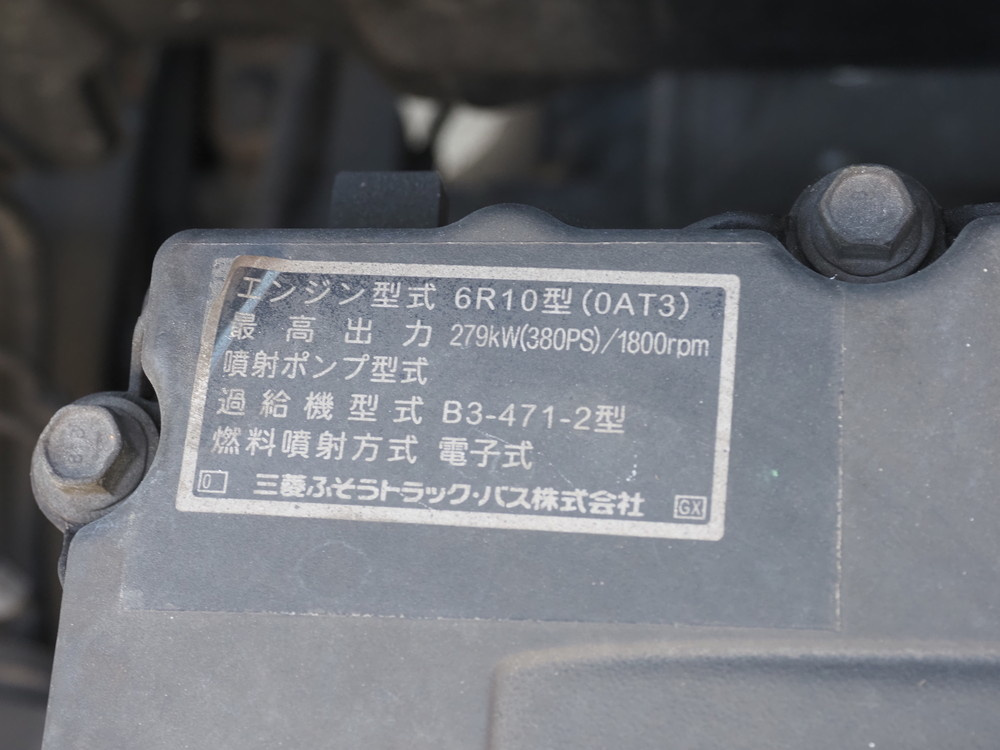 エンジン型式 6R10型(0AT3)
最高出力 279kW(380PS)/1800rpm
噴射ポンプ型式
過給機型式 B3-471-2型
燃料噴射方式 電子式
0 三菱ふそうトラック・バス株式会社 GX